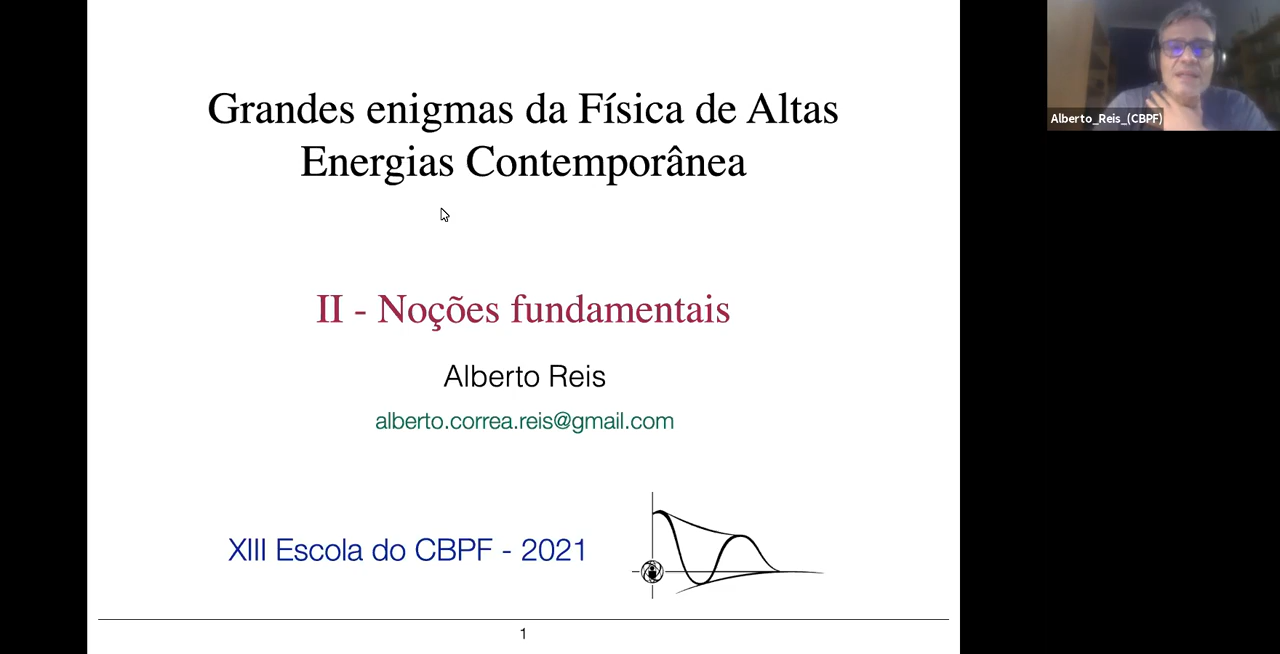 Grandes enigmas da Física de Altas
Energias Contemporânea
II - Noções fundamentais
Alberto Reis
alberto.correa.reis@gmail.com
XIII Escola do CBPF - 2021
1
Alberto_Reis_(CBPF)